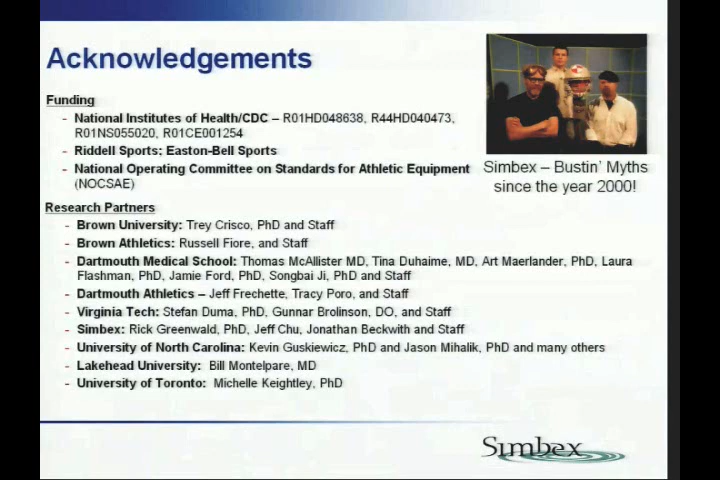 Acknowledgements
Funding
- National Institutes of Health/CDC – R01HD048638, R44HD040473,
R01NS055020, R01CE001254
- Riddell Sports; Easton-Bell Sports
- National Operating Committee on Standards for Athletic Equipment
(NOCSAE)
Simbex – Bustin’ Myths
since the year 2000!
Research Partners
- Brown University: Trey Crisco, PhD and Staff
- Brown Athletics: Russell Fiore, and Staff
- Dartmouth Medical School: Thomas McAllister MD, Tina Duhaime, MD, Art Maerlander, PhD, Laura
Flashman, PhD, Jamie Ford, PhD, Songbai Ji, PhD and Staff
- Dartmouth Athletics – Jeff Frechette, Tracy Poro, and Staff
- Virginia Tech: Stefan Duma, PhD, Gunnar Brolinson, DO, and Staff
- Simbex: Rick Greenwald, PhD, Jeff Chu, Jonathan Beckwith and Staff
- University of North Carolina: Kevin Guskiewicz, PhD and Jason Mihalik, PhD and many others
- Lakehead University: Bill Montelpare, MD
- University of Toronto: Michelle Keightley, PhD
Simbex